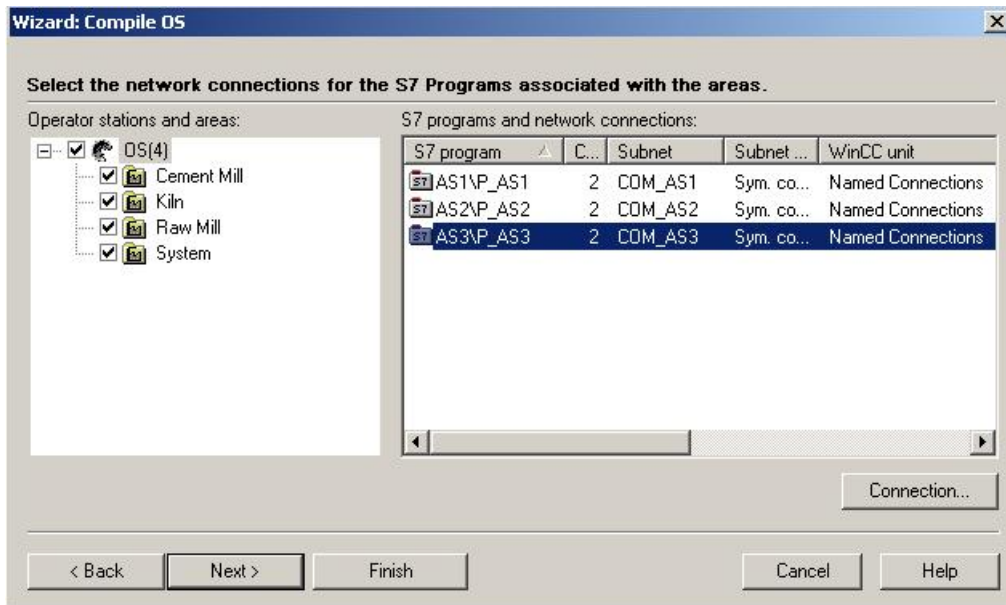 Wizard: Compile OS
Select the network connections for the S7 Programs associated with the areas.
Operator stations and areas:
OS(4)
Cement Mill
Kiln
Raw Mill
System
S7 programs and network connections:
S7 program C... Subnet Subnet ... WinCC unit
AS1\P_AS1 2 COM_AS1 Sym. co... Named Connections
AS2\P_AS2 2 COM_AS2 Sym. co... Named Connections
AS3\P_AS3 2 COM_AS3 Sym. co... Named Connections
Connection...
< Back Next > Finish Cancel Help